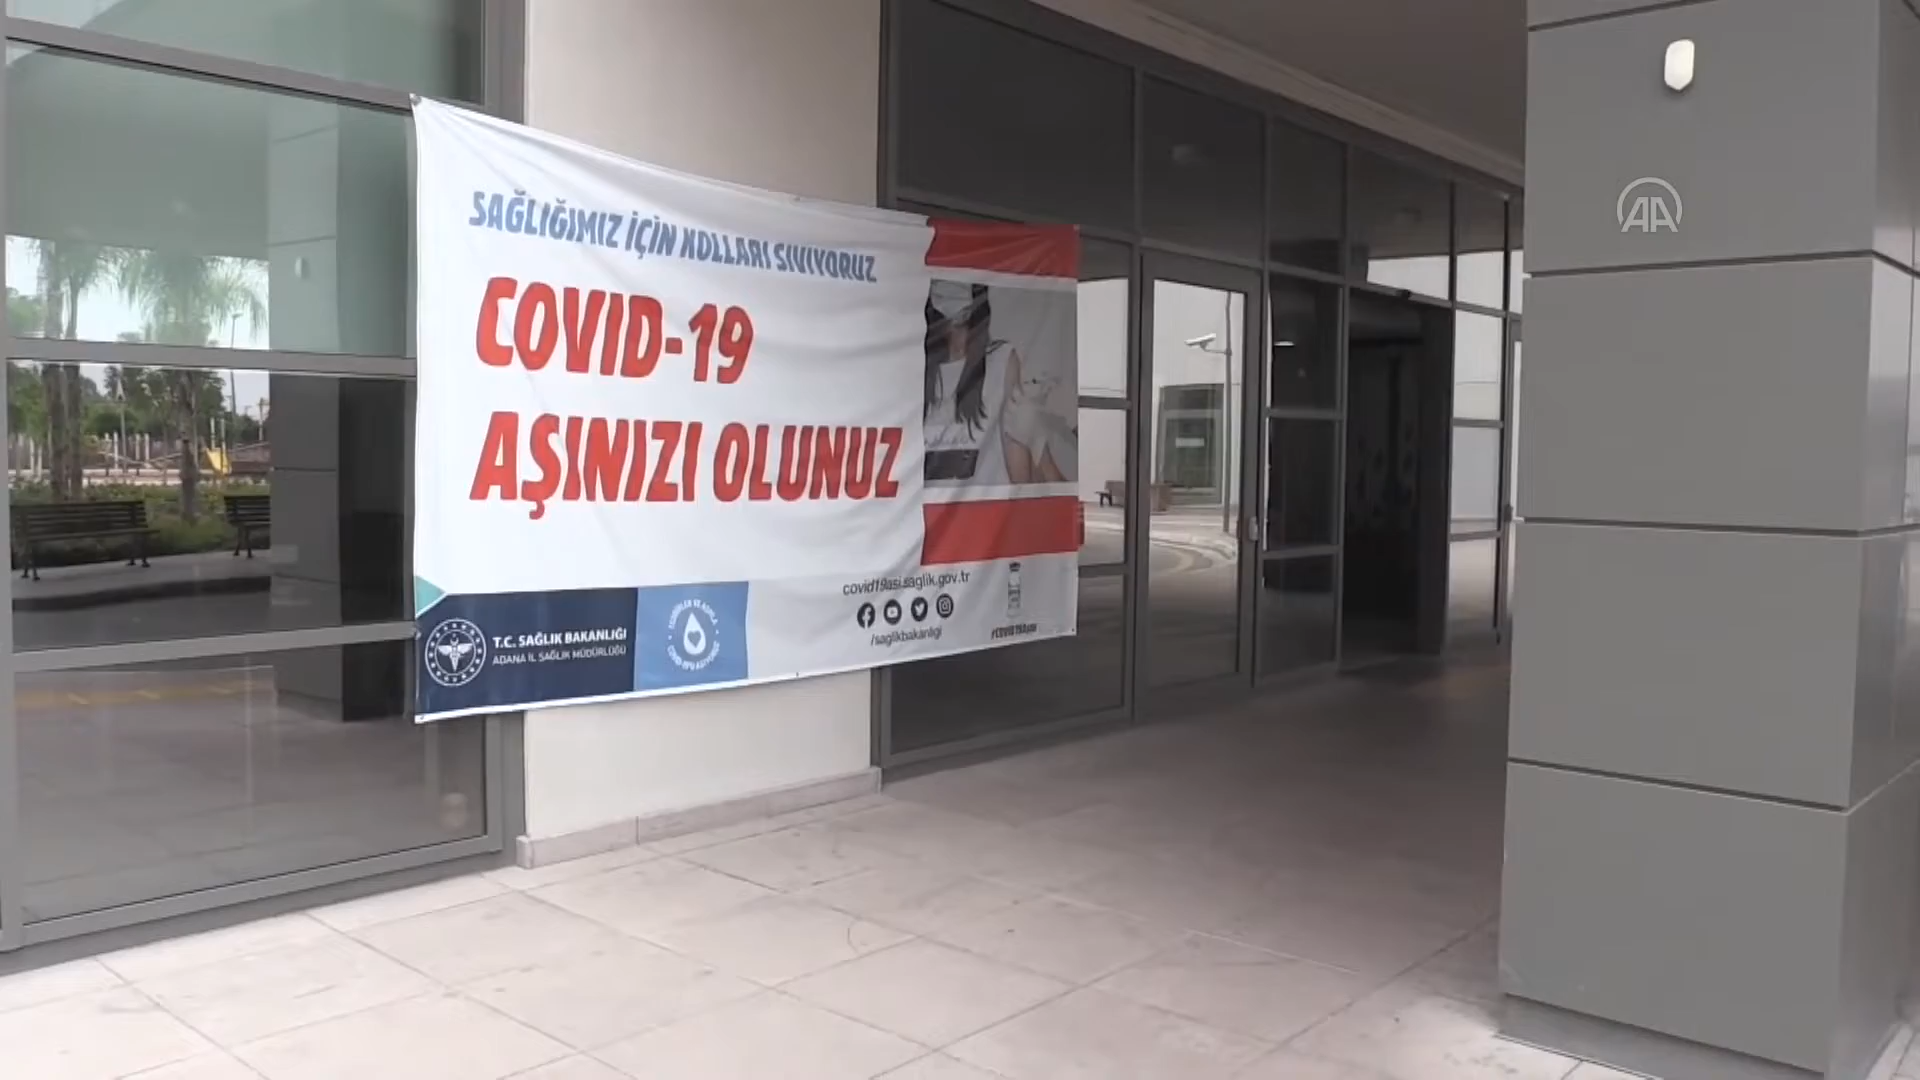 SAĞLIĞIMIZ İÇİN KOLLARI SIVIYORUZ
COVID-19
AŞINIZI OLUNUZ
covid19asi.saglik.gov.tr
/saglikbakanligi
T.C. SAĞLIK BAKANLIĞI
ADANA İL SAĞLIK MÜDÜRLÜĞÜ
AA